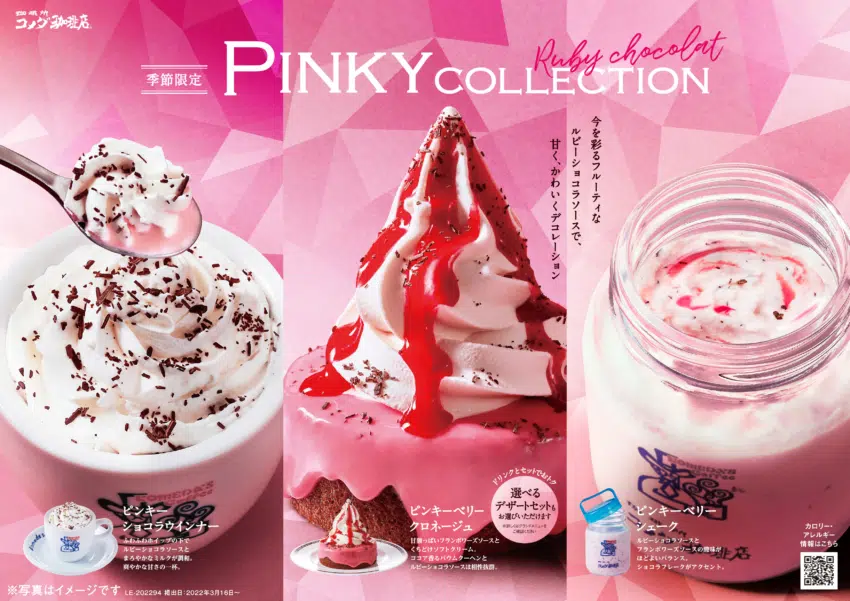 珈琲所
コメダ珈琲店
季節限定
PINKY COLLECTION
Ruby chocolat
今を彩るフルーティな
ルビーショコラソースで、
甘く、かわいくデコレーション
ピンキー
ショコラウインナー
ふわふわホイップの下で
ルビーショコラソースと
まろやかなミルクが調和。
爽やかな甘さの一杯。
ピンキーベリー
クロネージュ
甘酸っぱいフランボワーズソースと
くちどけソフトクリーム、
ココア香るバウムクーヘンと
ルビーショコラソースは相性抜群。
ドリンクとセットでおトク
選べる
デザートセットも
お選びいただけます
ピンキーベリー
シェーク
ルビーショコラソースと
フランボワーズソースの酸味が
ほどよいバランス。
ショコラフレークがアクセント。
カロリー・
アレルギー
情報はこちら
KOMEDA'S
Coffee
※写真はイメージです
LE-202294 掲出日:2022年3月16日〜